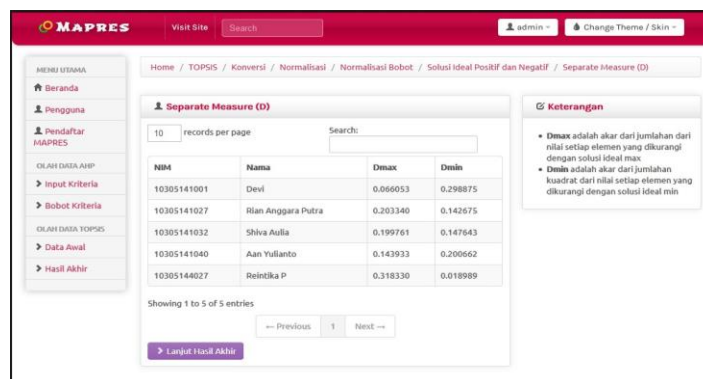 MAPRES
Visit Site
Search
admin
Change Theme / Skin
MENU UTAMA
Beranda
Pengguna
Pendaftar
MAPRES
OLAH DATA AHP
Input Kriteria
Bobot Kriteria
OLAH DATA TOPSIS
Data Awal
Hasil Akhir
Home / TOPSIS / Konversi / Normalisasi / Normalisasi Bobot / Solusi Ideal Positif dan Negatif / Separate Measure (D)
Separate Measure (D)
10 records per page
Search:
NIM Nama Dmax Dmin
10305141001 Devi 0.066053 0.298875
10305141027 Rian Anggara Putra 0.203340 0.142675
10305141032 Shiva Aulia 0.199761 0.147643
10305141040 Aan Yulianto 0.143933 0.200662
10305144027 Reintika P 0.318330 0.018989
Showing 1 to 5 of 5 entries
← Previous 1 Next →
Lanjut Hasil Akhir
Keterangan
• Dmax adalah akar dari jumlahan dari
nilai setiap elemen yang dikurangi
dengan solusi ideal max
• Dmin adalah akar dari jumlahan
kuadrat dari nilai setiap elemen yang
dikurangi dengan solusi ideal min